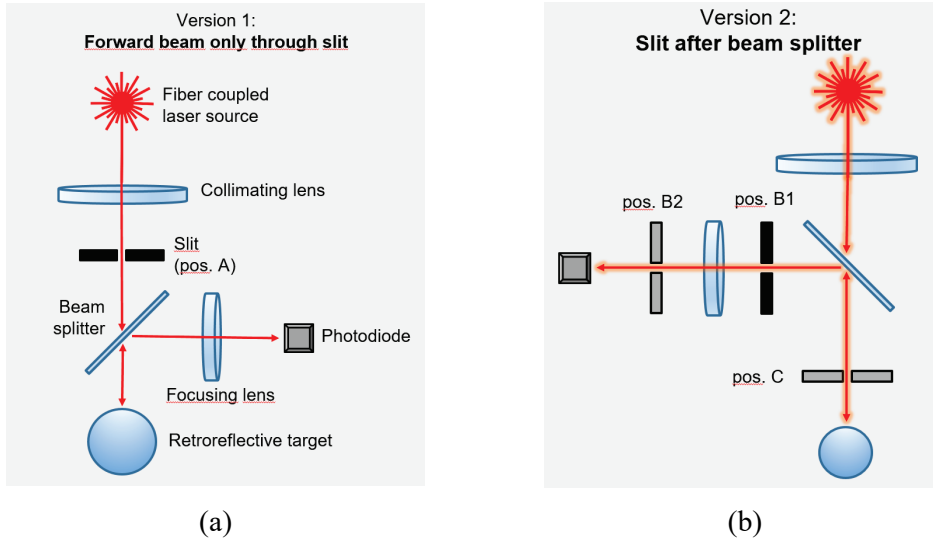 Version 1:
Forward beam only through slit
Fiber coupled
laser source
Collimating lens
Slit
(pos. A)
Beam
splitter
Photodiode
Focusing lens
Retroreflective target
(a)
Version 2:
Slit after beam splitter
pos. B2
pos. B1
pos. C
(b)